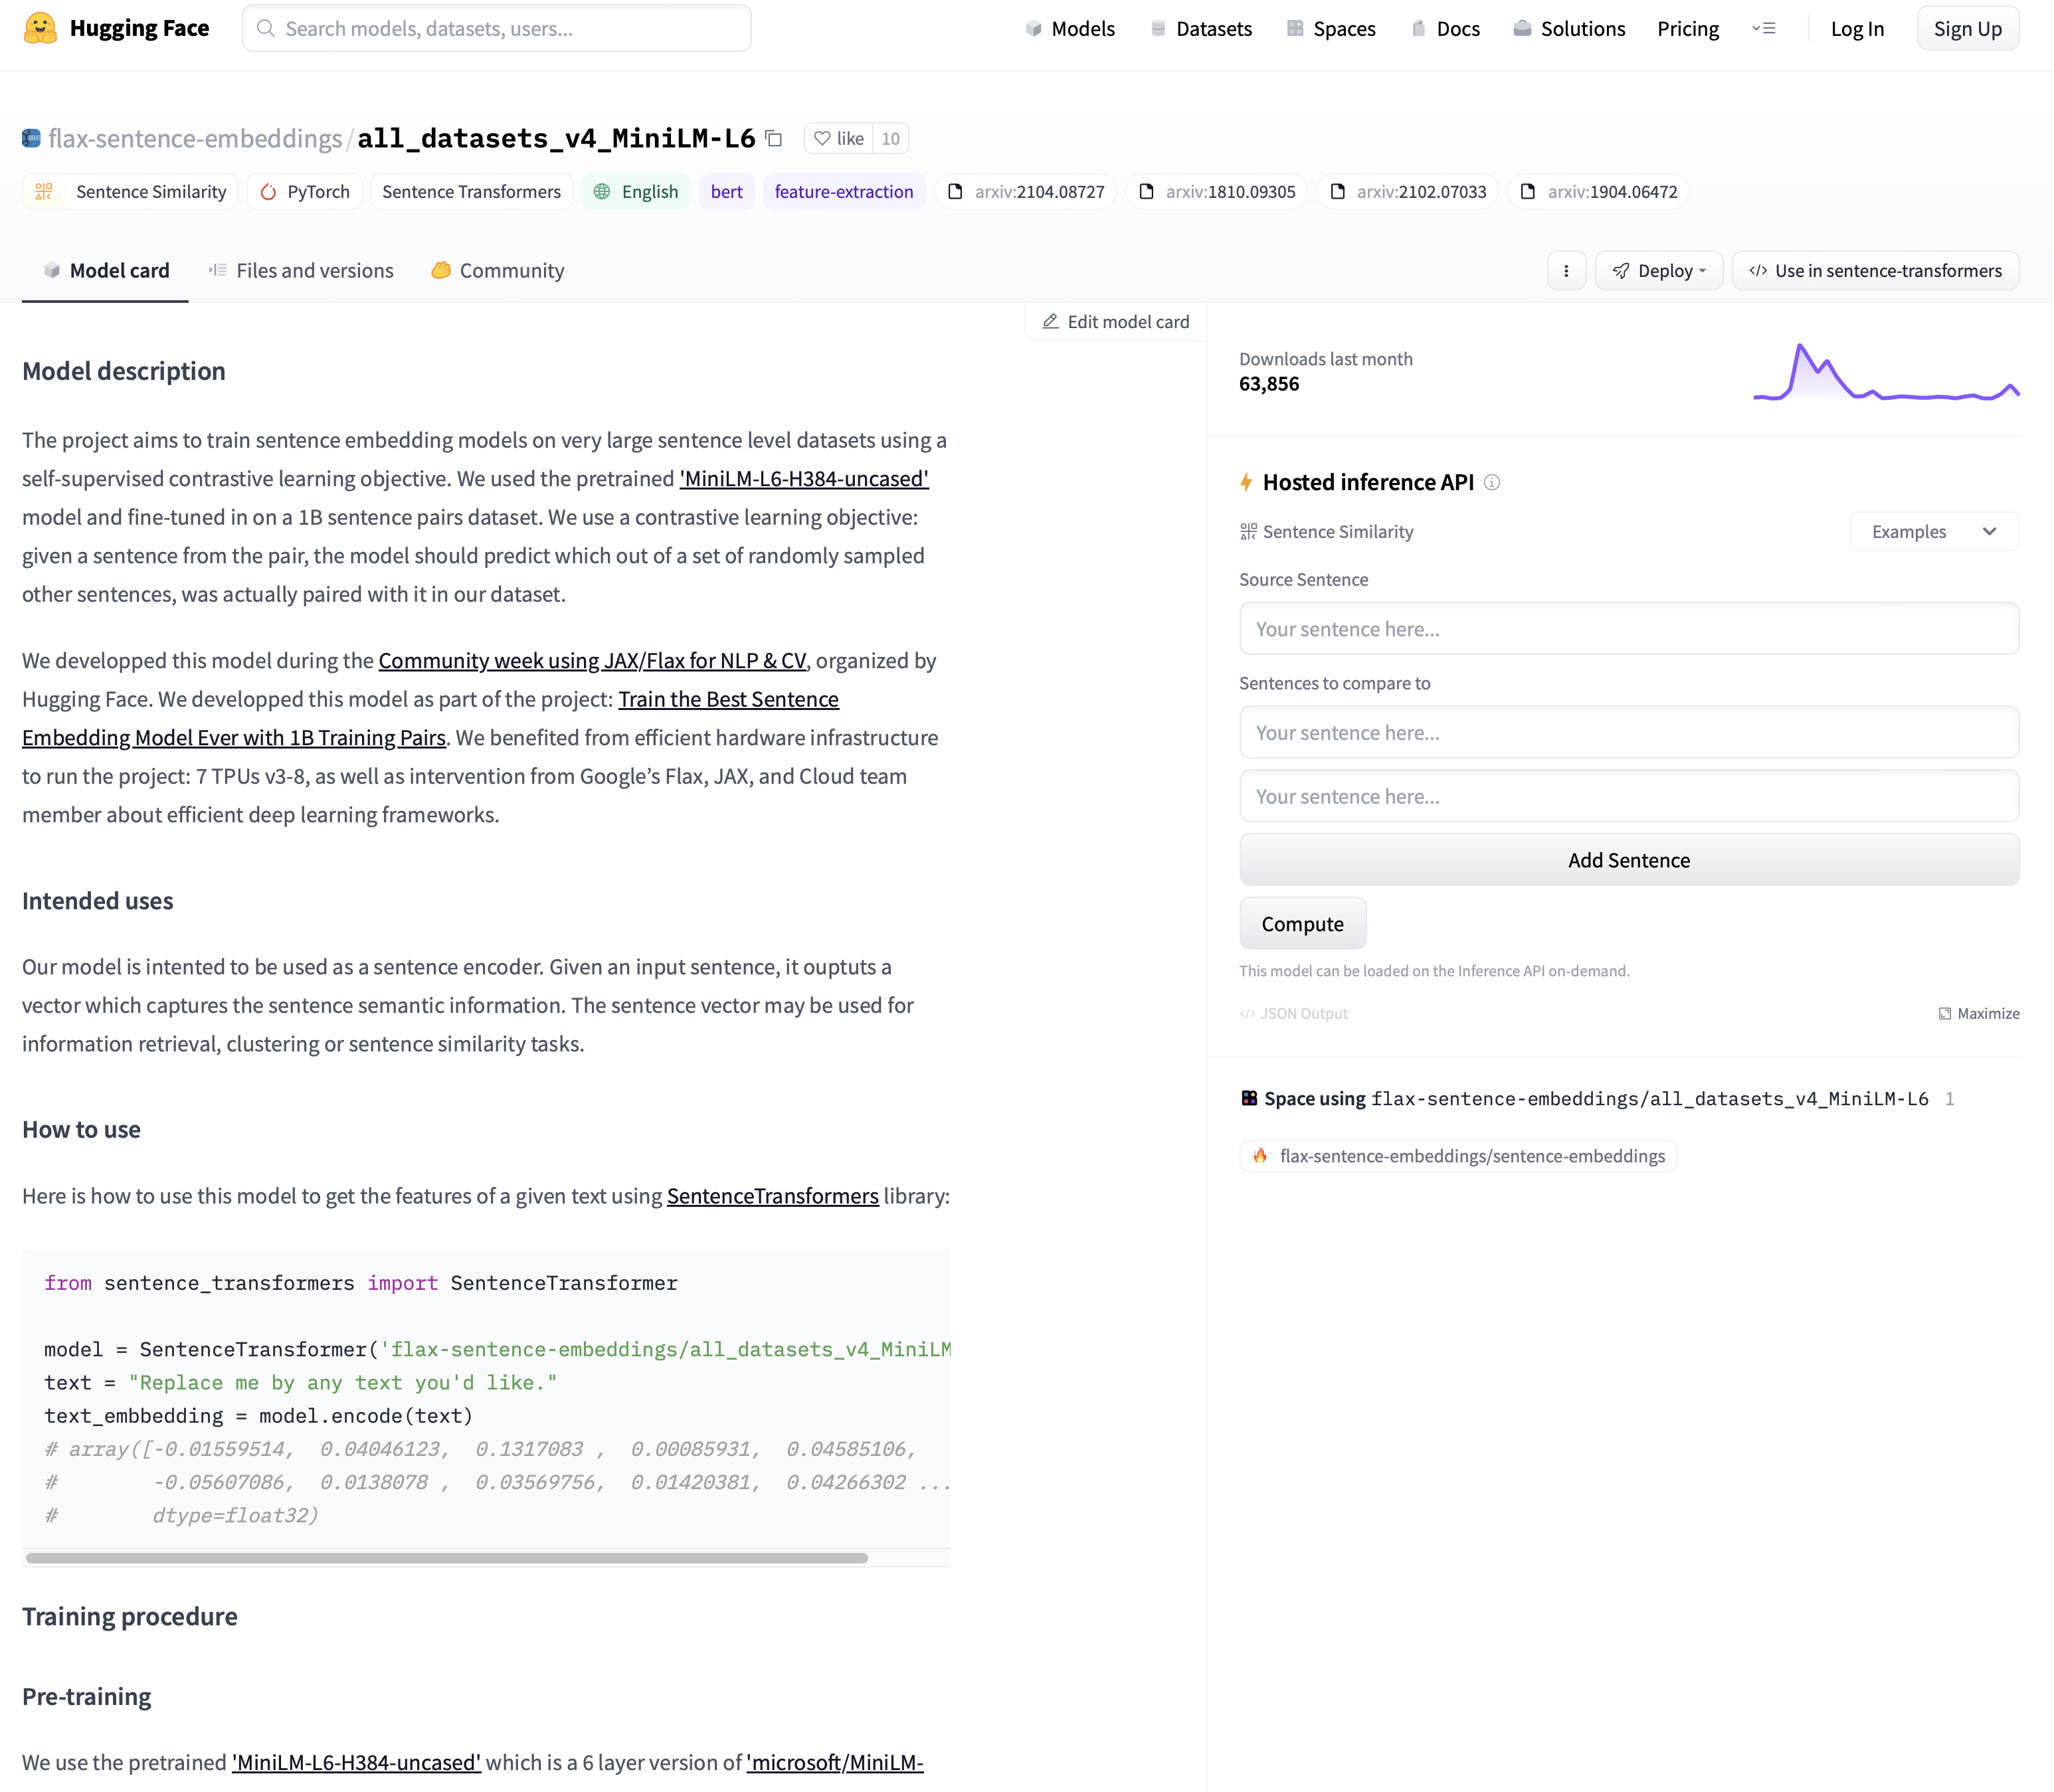 Hugging Face
Search models, datasets, users...
Models
Datasets
Spaces
Docs
Solutions
Pricing
Log In
Sign Up
flax-sentence-embeddings/all_datasets_v4_MiniLM-L6
like 10
Sentence Similarity
PyTorch
Sentence Transformers
English
bert
feature-extraction
arxiv:2104.08727
arxiv:1810.09305
arxiv:2102.07033
arxiv:1904.06472
Model card
Files and versions
Community
Deploy
</> Use in sentence-transformers
Edit model card
Model description
The project aims to train sentence embedding models on very large sentence level datasets using a
self-supervised contrastive learning objective. We used the pretrained 'MiniLM-L6-H384-uncased'
model and fine-tuned in on a 1B sentence pairs dataset. We use a contrastive learning objective:
given a sentence from the pair, the model should predict which out of a set of randomly sampled
other sentences, was actually paired with it in our dataset.
We developped this model during the Community week using JAX/Flax for NLP & CV, organized by
Hugging Face. We developped this model as part of the project: Train the Best Sentence
Embedding Model Ever with 1B Training Pairs. We benefited from efficient hardware infrastructure
to run the project: 7 TPUs v3-8, as well as intervention from Google’s Flax, JAX, and Cloud team
member about efficient deep learning frameworks.
Intended uses
Our model is intented to be used as a sentence encoder. Given an input sentence, it ouptuts a
vector which captures the sentence semantic information. The sentence vector may be used for
information retrieval, clustering or sentence similarity tasks.
How to use
Here is how to use this model to get the features of a given text using SentenceTransformers library:
from sentence_transformers import SentenceTransformer
model = SentenceTransformer('flax-sentence-embeddings/all_datasets_v4_MiniLM
text = "Replace me by any text you'd like."
text_embbedding = model.encode(text)
# array([-0.01559514,  0.04046123,  0.1317083 ,  0.00085931,  0.04585106,
#        -0.05607086,  0.0138078 ,  0.03569756,  0.01420381,  0.04266302 ...
#        dtype=float32)
Training procedure
Pre-training
We use the pretrained 'MiniLM-L6-H384-uncased' which is a 6 layer version of 'microsoft/MiniLM-
Downloads last month
63,856
Hosted inference API
Sentence Similarity
Examples
Source Sentence
Your sentence here...
Sentences to compare to
Your sentence here...
Your sentence here...
Add Sentence
Compute
This model can be loaded on the Inference API on-demand.
</> JSON Output
Maximize
Space using flax-sentence-embeddings/all_datasets_v4_MiniLM-L6 1
flax-sentence-embeddings/sentence-embeddings